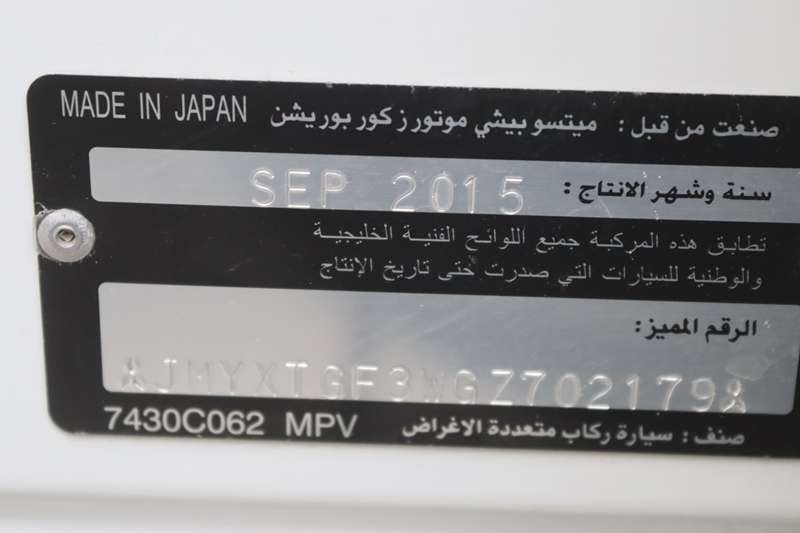 MADE IN JAPAN صنعت من قبل: ميتسو بيشي موتورز كور بوريشن
سنة وشهر الانتاج: SEP 2015
تطابق هذه المركبة جميع اللوائح الفنية الخليجية
والوطنية للسيارات التي صدرت حتى تاريخ الإنتاج
الرقم المميز:
JMYXTGF3WGZ702179
7430C062 MPV صنف: سيارة ركاب متعددة الاغراض